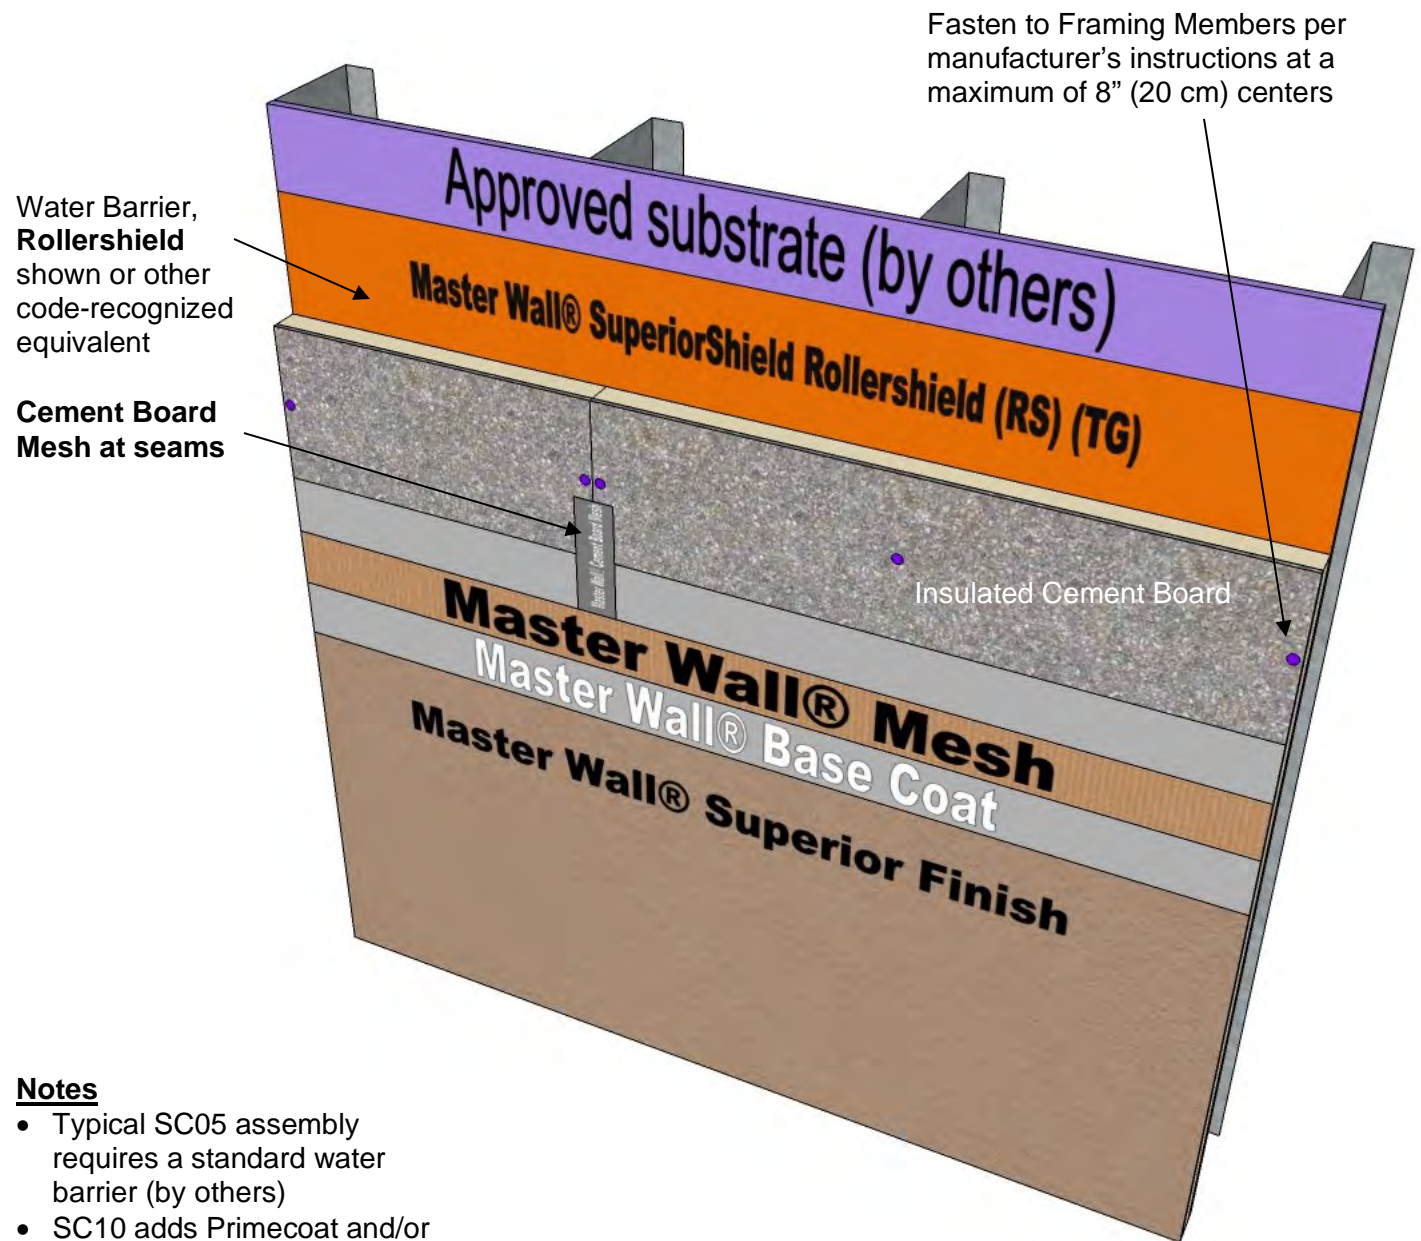 Fasten to Framing Members per
manufacturer’s instructions at a
maximum of 8” (20 cm) centers
Approved substrate (by others)
Water Barrier,
Rollershield
shown or other
code-recognized
equivalent
Master Wall® SuperiorShield Rollershield (RS) (TG)
Cement Board
Mesh at seams
Insulated Cement Board
Master Wall® Mesh
Master Wall® Base Coat
Master Wall® Superior Finish
Notes
• Typical SC05 assembly
requires a standard water
barrier (by others)
• SC10 adds Primecoat and/or